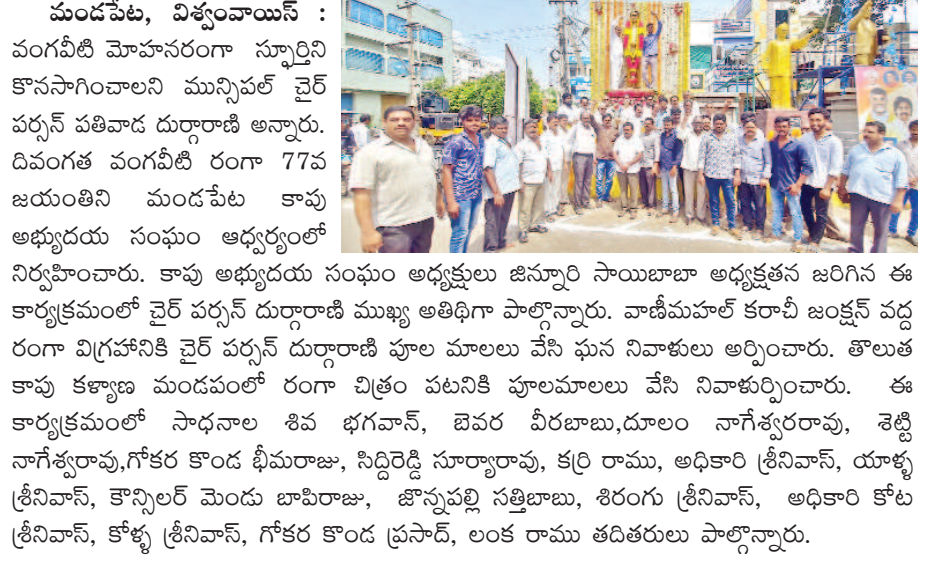 మండపేట, విశ్వంవాయిస్ :
వంగవీటి మోహనరంగా స్ఫూర్తిని
కొనసాగించాలని మున్సిపల్ చైర్
పర్సన్ పతివాడ దుర్గారాణి అన్నారు.
దివంగత వంగవీటి రంగా 77వ
జయంతిని మండపేట కాపు
అభ్యుదయ సంఘం ఆధ్వర్యంలో
నిర్వహించారు. కాపు అభ్యుదయ సంఘం అధ్యక్షులు జిన్నూరి సాయిబాబా అధ్యక్షతన జరిగిన ఈ
కార్యక్రమంలో చైర్ పర్సన్ దుర్గారాణి ముఖ్య అతిథిగా పాల్గొన్నారు. వాణీమహల్ కరాచీ జంక్షన్ వద్ద
రంగా విగ్రహానికి చైర్ పర్సన్ దుర్గారాణి పూల మాలలు వేసి ఘన నివాళులు అర్పించారు. తొలుత
కాపు కళ్యాణ మండపంలో రంగా చిత్రం పటనికి పూలమాలలు వేసి నివాళుర్పించారు. ఈ
కార్యక్రమంలో సాధనాల శివ భగవాన్, బెవర వీరబాబు,దూలం నాగేశ్వరరావు, శెట్టి
నాగేశ్వరావు,గోకర కొండ భీమరాజు, సిద్దిరెడ్డి సూర్యారావు, కర్రి రాము, అధికారి శ్రీనివాస్, యాళ్ళ
శ్రీనివాస్, కౌన్సిలర్ మెండు బాపిరాజు, జొన్నపల్లి సత్తిబాబు, శిరంగు శ్రీనివాస్, అధికారి కోట
శ్రీనివాస్, కోళ్ళ శ్రీనివాస్, గోకర కొండ ప్రసాద్, లంక రాము తదితరులు పాల్గొన్నారు.